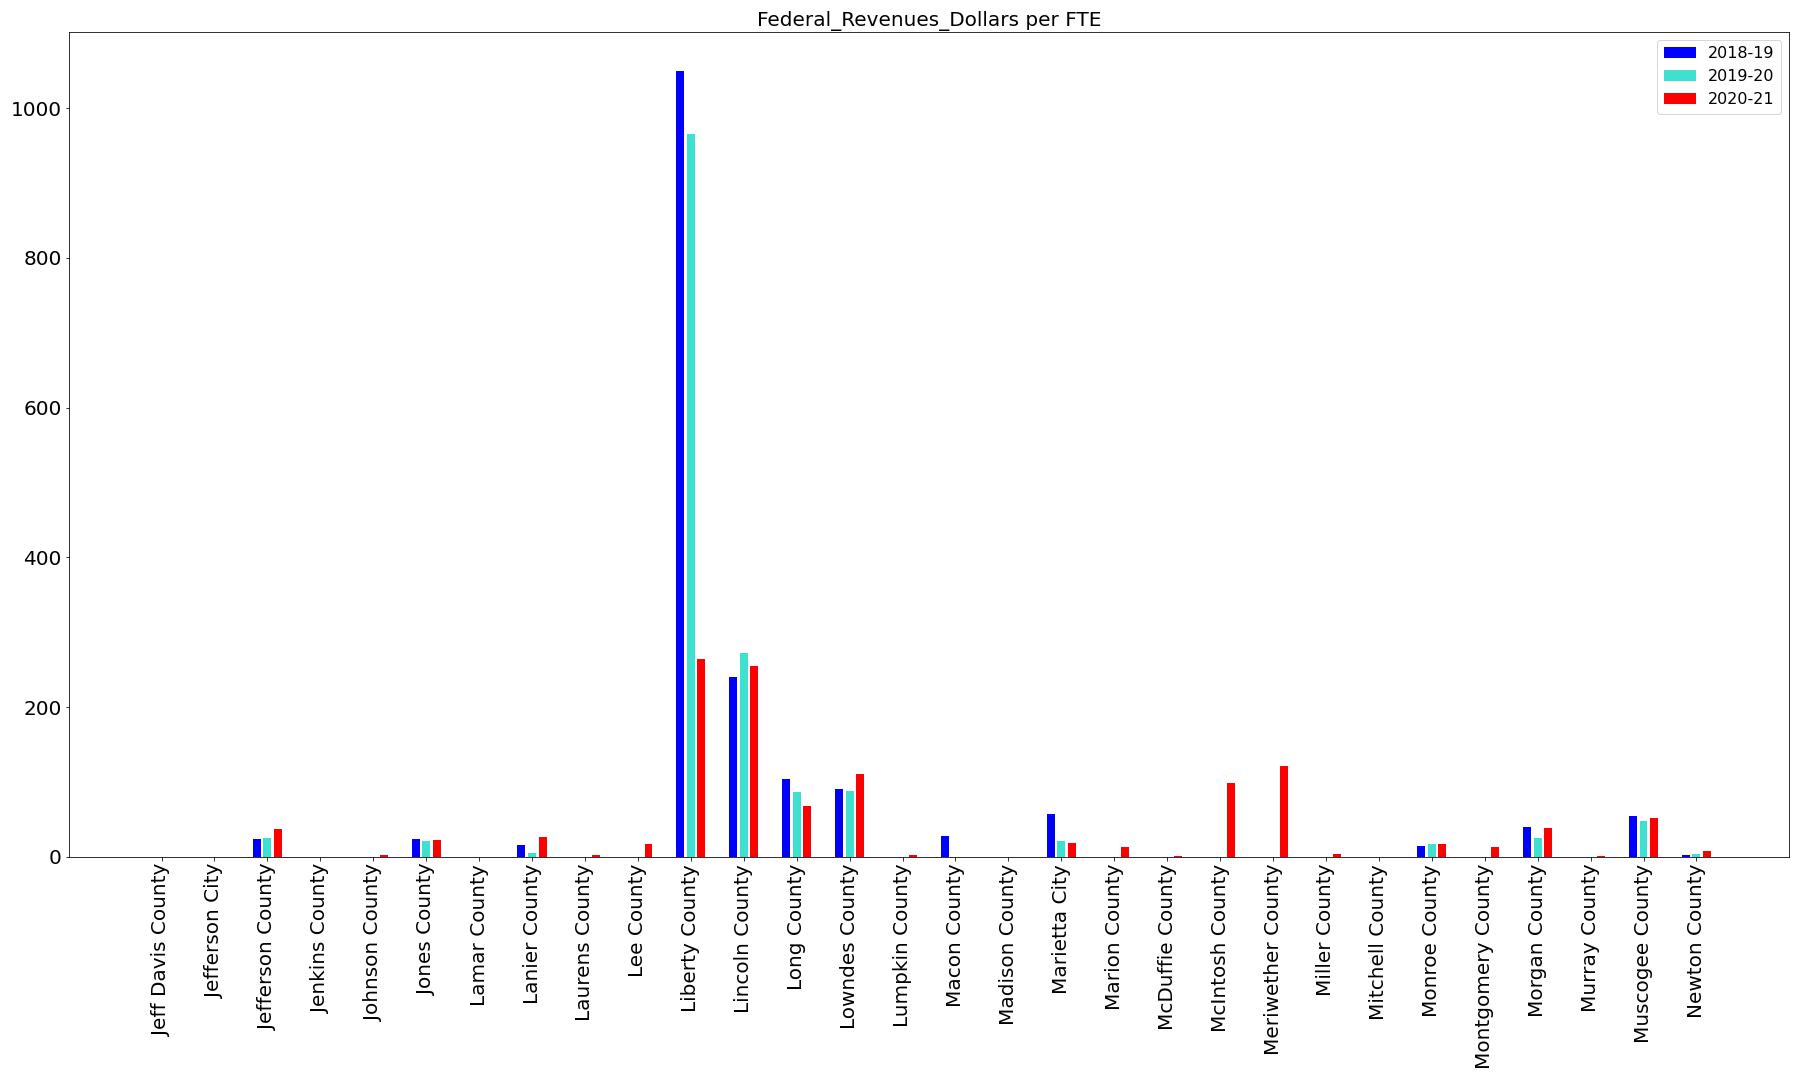 Federal_Revenues_Dollars per FTE
2018-19
2019-20
2020-21
1000
800
600
400
200
0
Jeff Davis County
Jefferson City
Jefferson County
Jenkins County
Johnson County
Jones County
Lamar County
Lanier County
Laurens County
Lee County
Liberty County
Lincoln County
Long County
Lowndes County
Lumpkin County
Macon County
Madison County
Marietta City
Marion County
McDuffie County
McIntosh County
Meriwether County
Miller County
Mitchell County
Monroe County
Montgomery County
Morgan County
Murray County
Muscogee County
Newton County